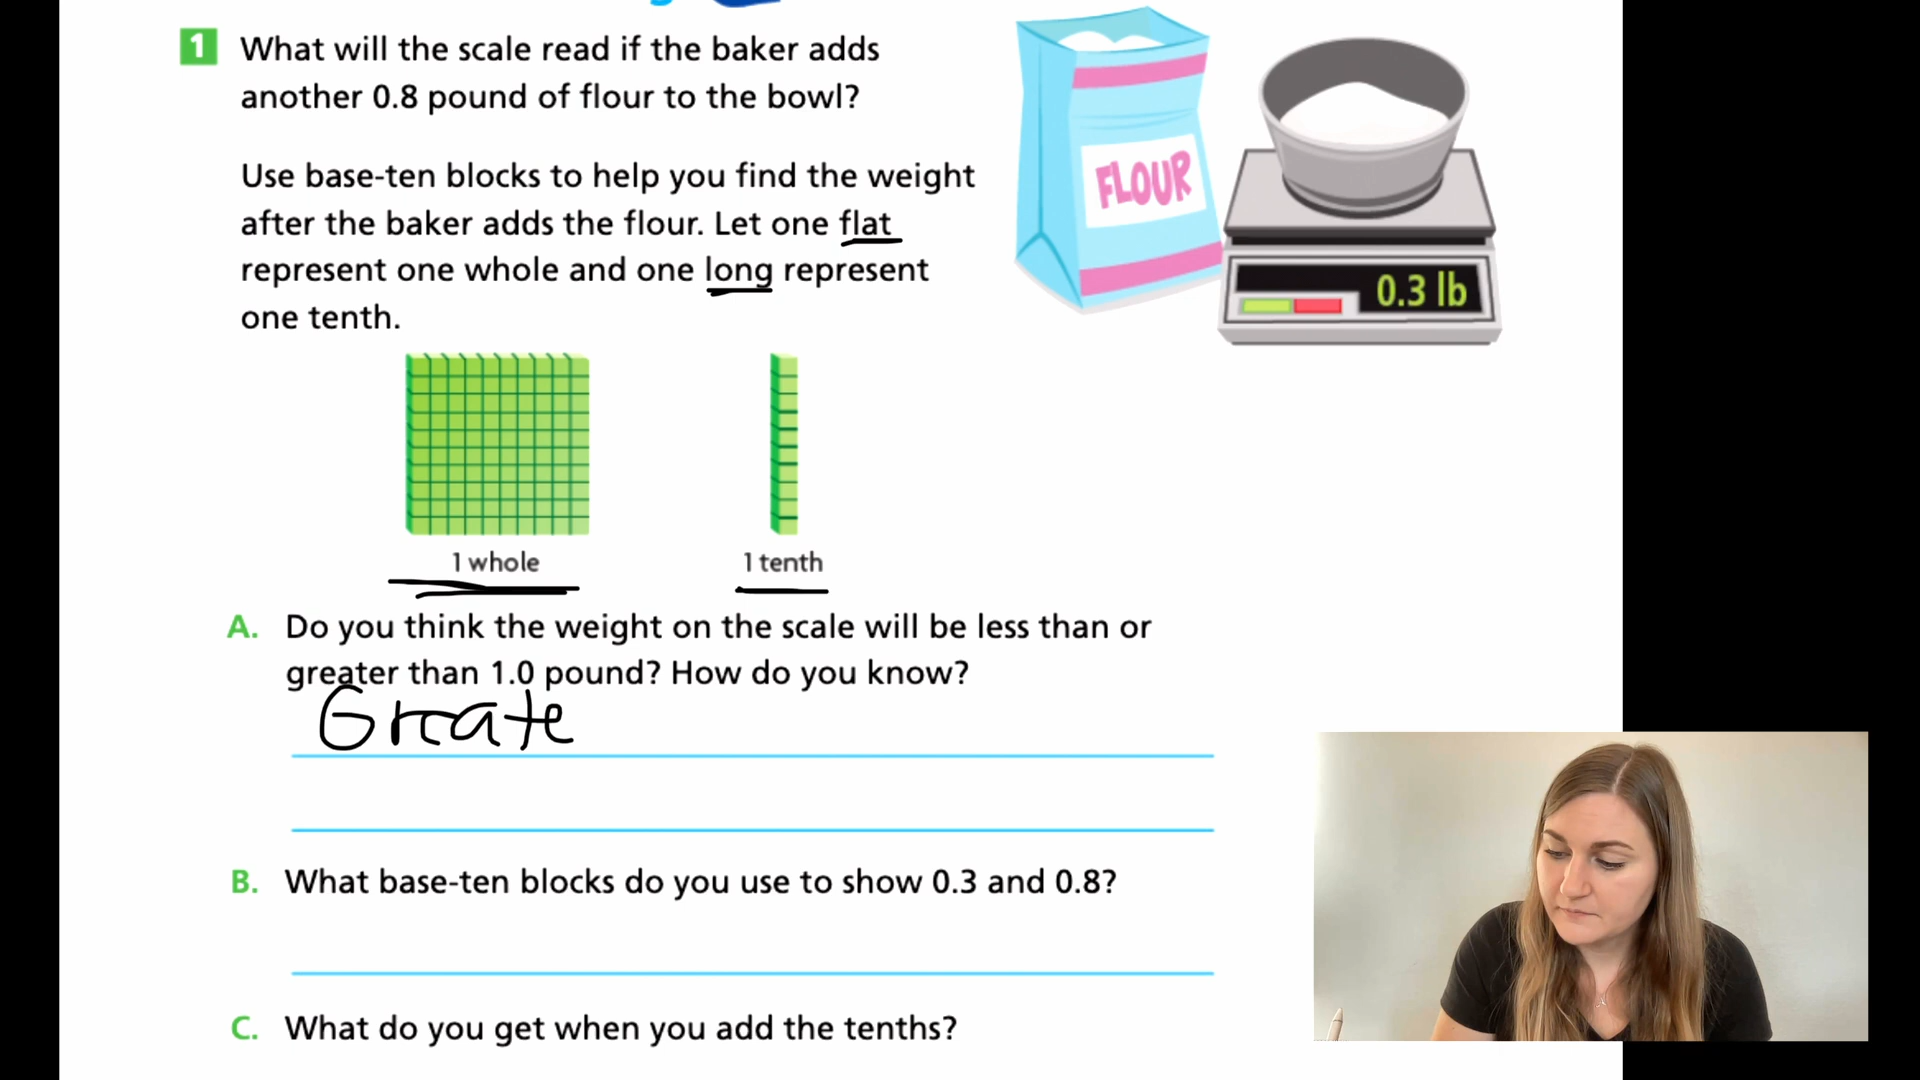 1 What will the scale read if the baker adds
another 0.8 pound of flour to the bowl?
Use base-ten blocks to help you find the weight
after the baker adds the flour. Let one flat
represent one whole and one long represent
one tenth.
FLOUR
0.3 lb
1 whole
1 tenth
A. Do you think the weight on the scale will be less than or
greater than 1.0 pound? How do you know?
Greate
B. What base-ten blocks do you use to show 0.3 and 0.8?
C. What do you get when you add the tenths?